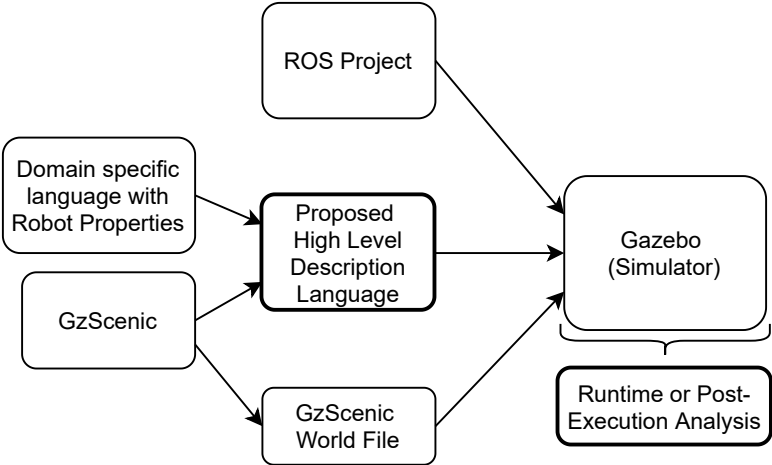 ROS Project
Domain specific
language with
Robot Properties
Proposed
High Level
Description
Language
Gazebo
(Simulator)
GzScenic
GzScenic
World File
Runtime or Post-
Execution Analysis